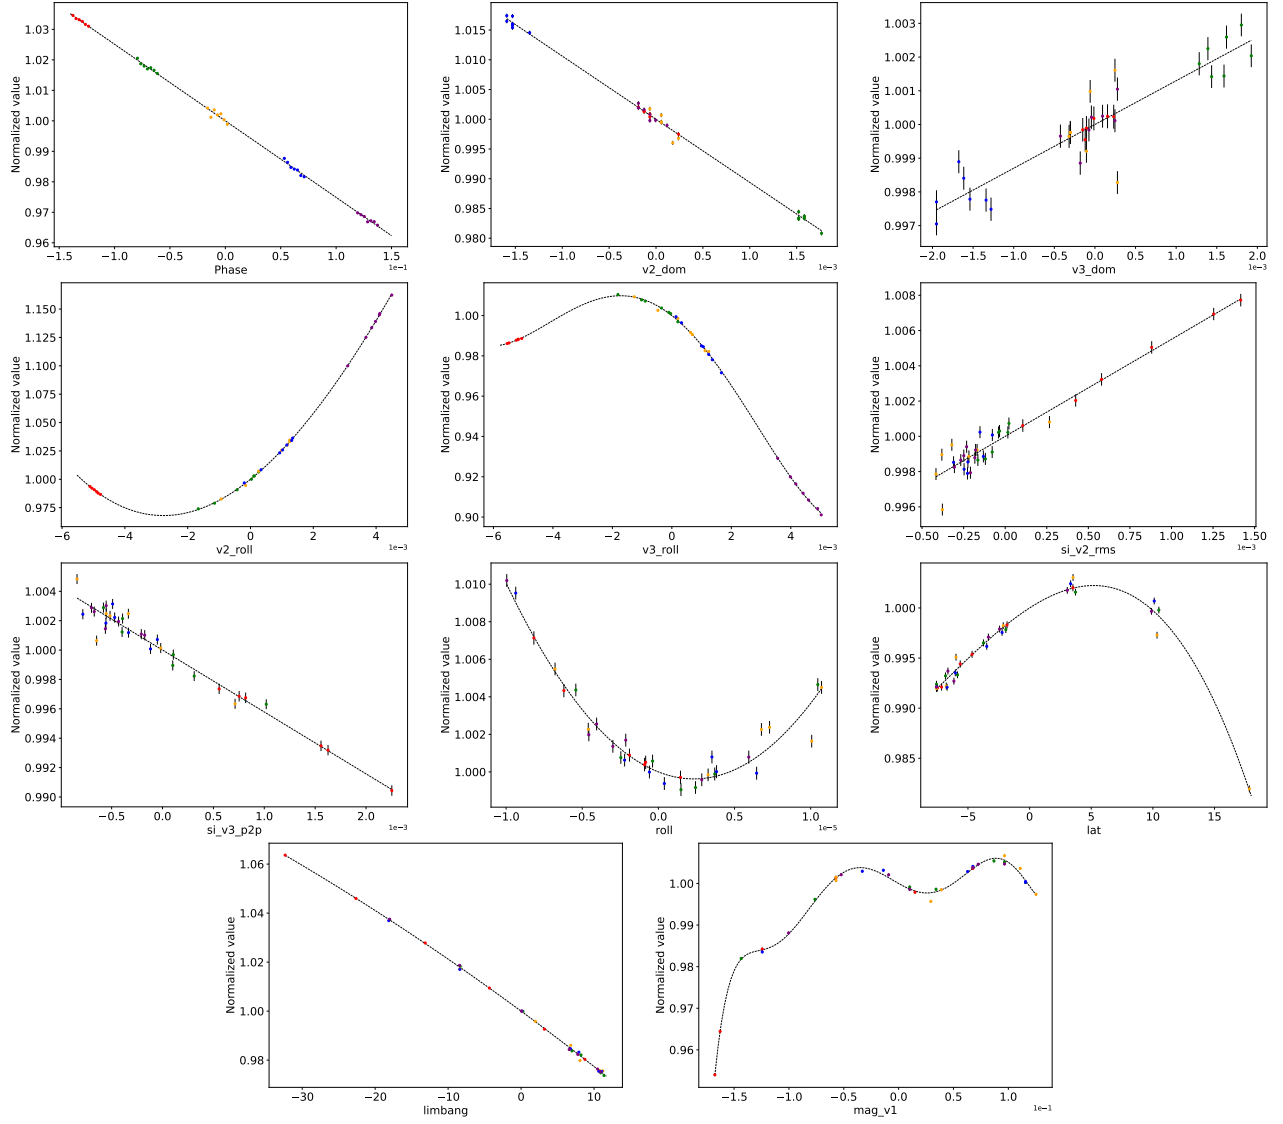 1.03
1.02
1.01
1.00
0.99
0.98
0.97
0.96
Normalized value
−1.5 −1.0 −0.5 0.0 0.5 1.0 1.5
Phase
1e−1
1.015
1.010
1.005
1.000
0.995
0.990
0.985
0.980
Normalized value
−1.5 −1.0 −0.5 0.0 0.5 1.0 1.5
v2_dom
1e−3
1.003
1.002
1.001
1.000
0.999
0.998
0.997
Normalized value
−2.0 −1.5 −1.0 −0.5 0.0 0.5 1.0 1.5 2.0
v3_dom
1e−3
1.150
1.125
1.100
1.075
1.050
1.025
1.000
0.975
Normalized value
−6 −4 −2 0 2 4
v2_roll
1e−3
1.00
0.98
0.96
0.94
0.92
0.90
Normalized value
−6 −4 −2 0 2 4
v3_roll
1e−3
1.008
1.006
1.004
1.002
1.000
0.998
0.996
Normalized value
−0.50 −0.25 0.00 0.25 0.50 0.75 1.00 1.25 1.50
si_v2_rms
1e−3
1.004
1.002
1.000
0.998
0.996
0.994
0.992
0.990
Normalized value
−0.5 0.0 0.5 1.0 1.5 2.0
si_v3_p2p
1e−3
1.010
1.008
1.006
1.004
1.002
1.000
Normalized value
−1.0 −0.5 0.0 0.5 1.0
roll
1e−5
1.000
0.995
0.990
0.985
Normalized value
−5 0 5 10 15
lat
1.06
1.04
1.02
1.00
0.98
Normalized value
−30 −20 −10 0 10
limbang
1.00
0.99
0.98
0.97
0.96
Normalized value
−1.5 −1.0 −0.5 0.0 0.5 1.0
mag_v1
1e−1